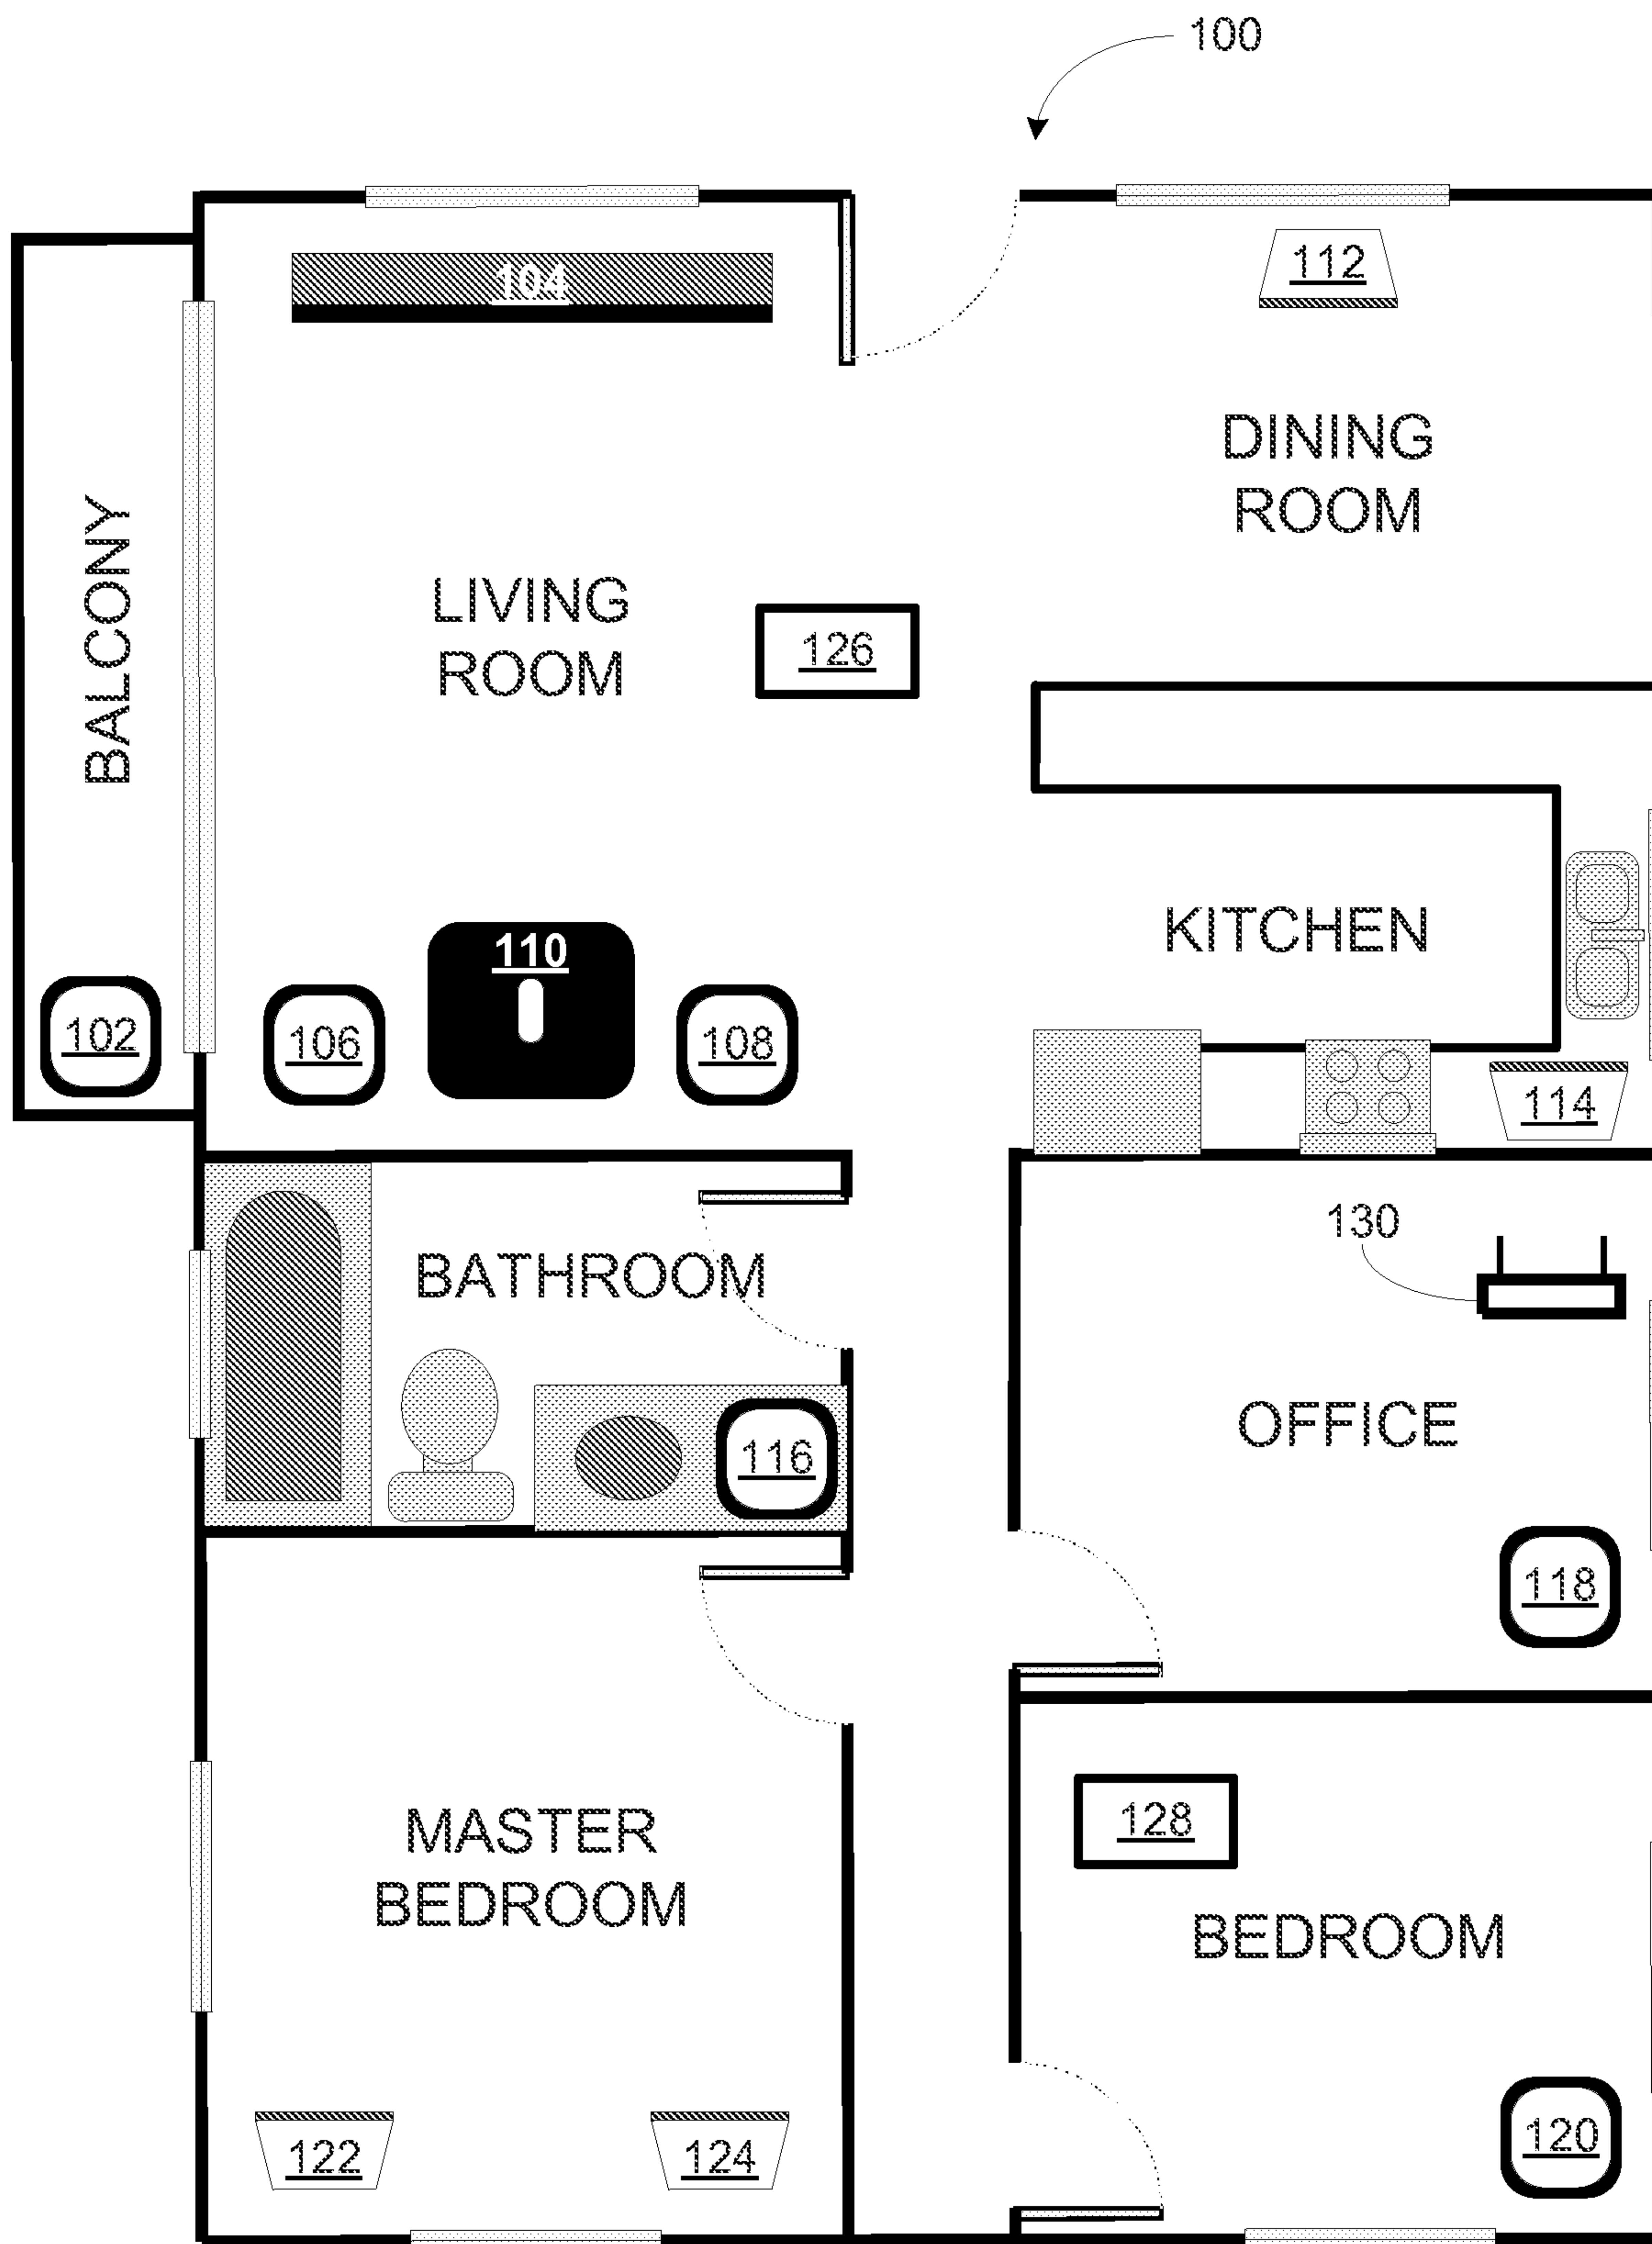 100
104
112
DINING
ROOM
BALCONY
LIVING
ROOM
126
KITCHEN
110
102
106
108
114
130
BATHROOM
OFFICE
116
118
128
MASTER
BEDROOM
BEDROOM
122
124
120